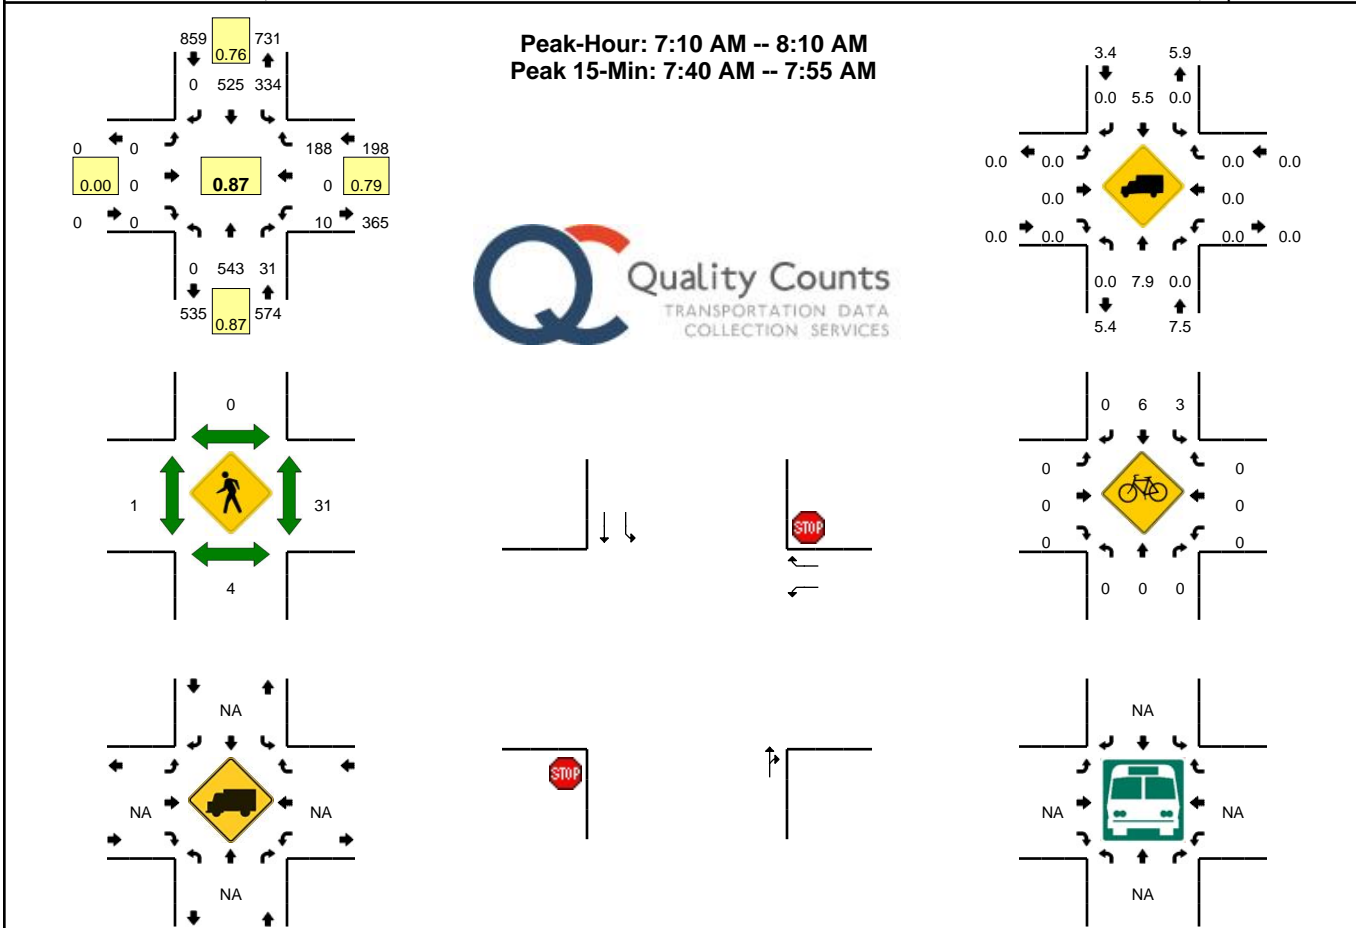 Peak-Hour: 7:10 AM -- 8:10 AM
Peak 15-Min: 7:40 AM -- 7:55 AM
859 0.76 731
0 525 334
0 0 188 198
0.00 0 0.87 0 0.79
0 0 10 365
0 543 31
535 0.87 574
Quality Counts
TRANSPORTATION DATA
COLLECTION SERVICES
3.4 5.9
0.0 5.5 0.0
0.0 0.0 0.0 0.0
0.0 0.0
0.0 0.0 0.0 0.0
0.0 7.9 0.0
5.4 7.5
0
1 31
4
STOP
STOP
0 6 3
0 0
0 0
0 0
0 0 0
NA
NA NA
NA
NA
NA NA
NA